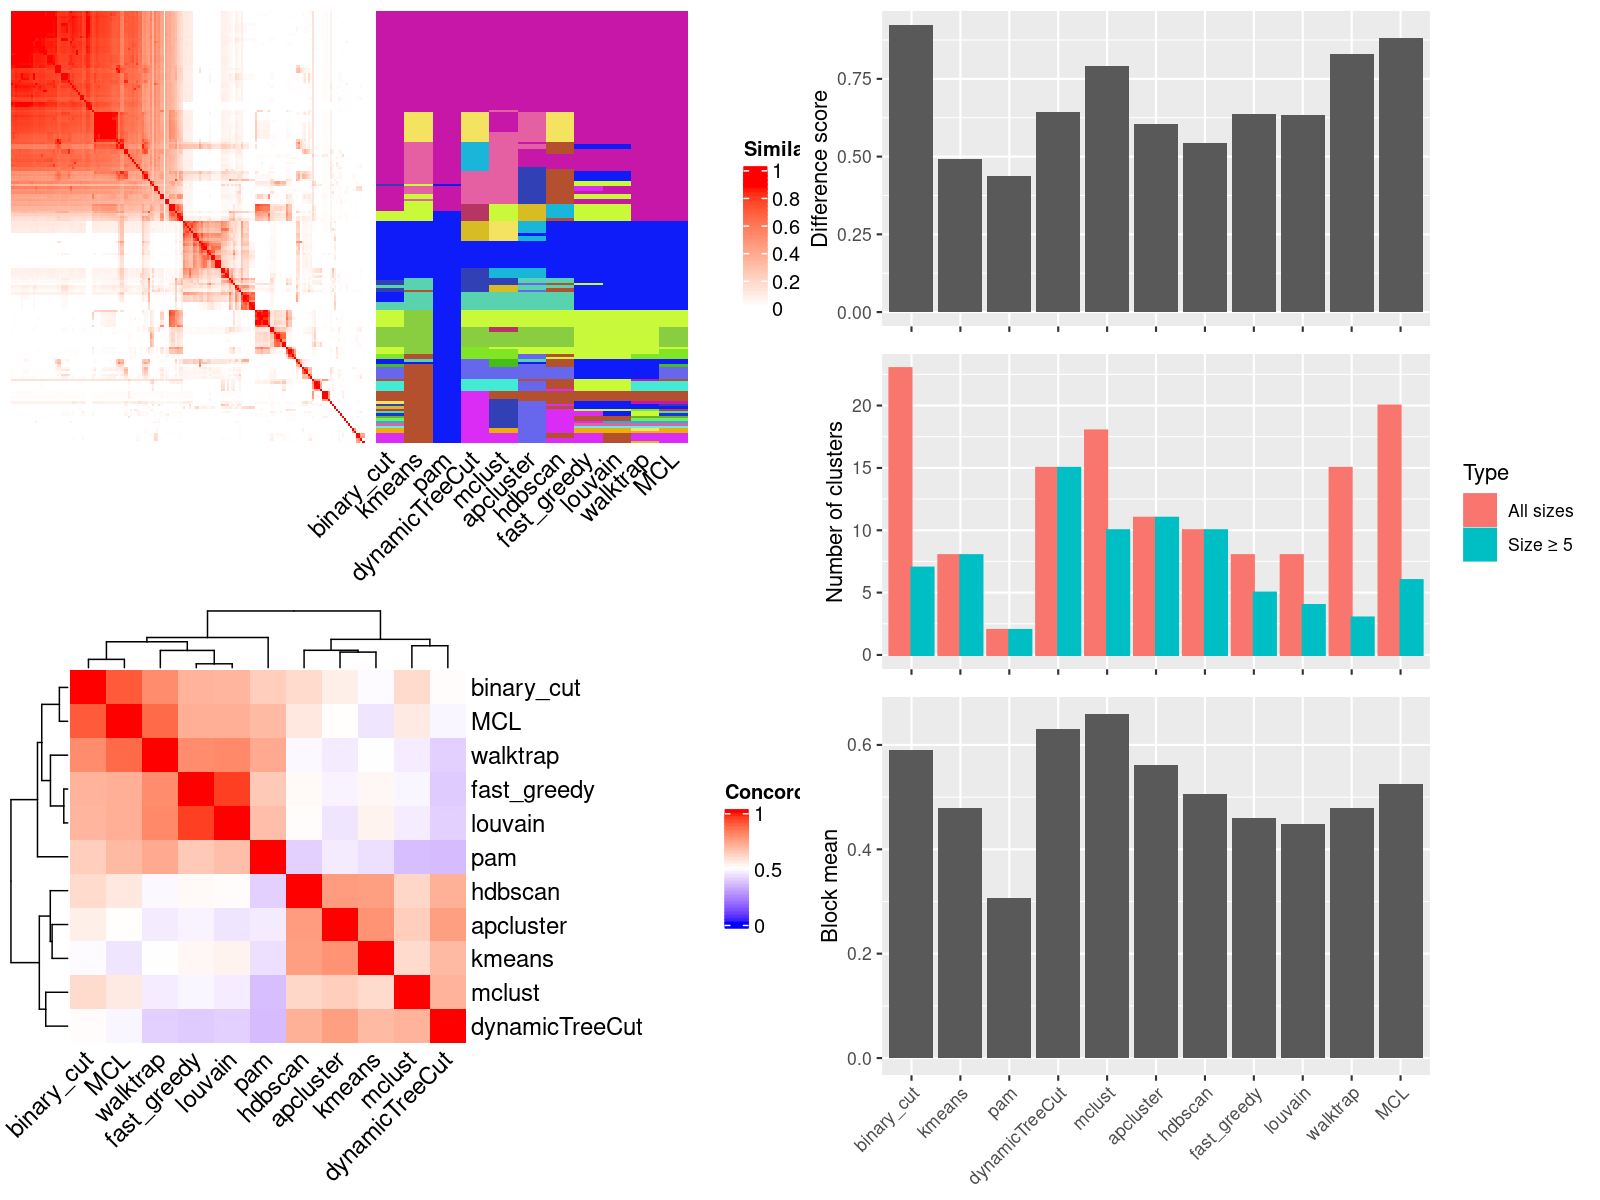 Simila
1
0.8
0.6
0.4
0.2
0
binary_cut
kmeans
pam
dynamicTreeCut
mclust
apcluster
hdbscan
fast_greedy
louvain
walktrap
MCL
binary_cut
MCL
walktrap
fast_greedy
louvain
pam
hdbscan
apcluster
kmeans
mclust
dynamicTreeCut
binary_cut
MCL
walktrap
fast_greedy
louvain
pam
hdbscan
apcluster
kmeans
mclust
dynamicTreeCut
Concord
1
0.5
0
Difference score
0.75
0.50
0.25
0.00
Number of clusters
20
15
10
5
0
Type
All sizes
Size ≥ 5
Block mean
0.6
0.4
0.2
0.0
binary_cut
kmeans
pam
dynamicTreeCut
mclust
apcluster
hdbscan
fast_greedy
louvain
walktrap
MCL